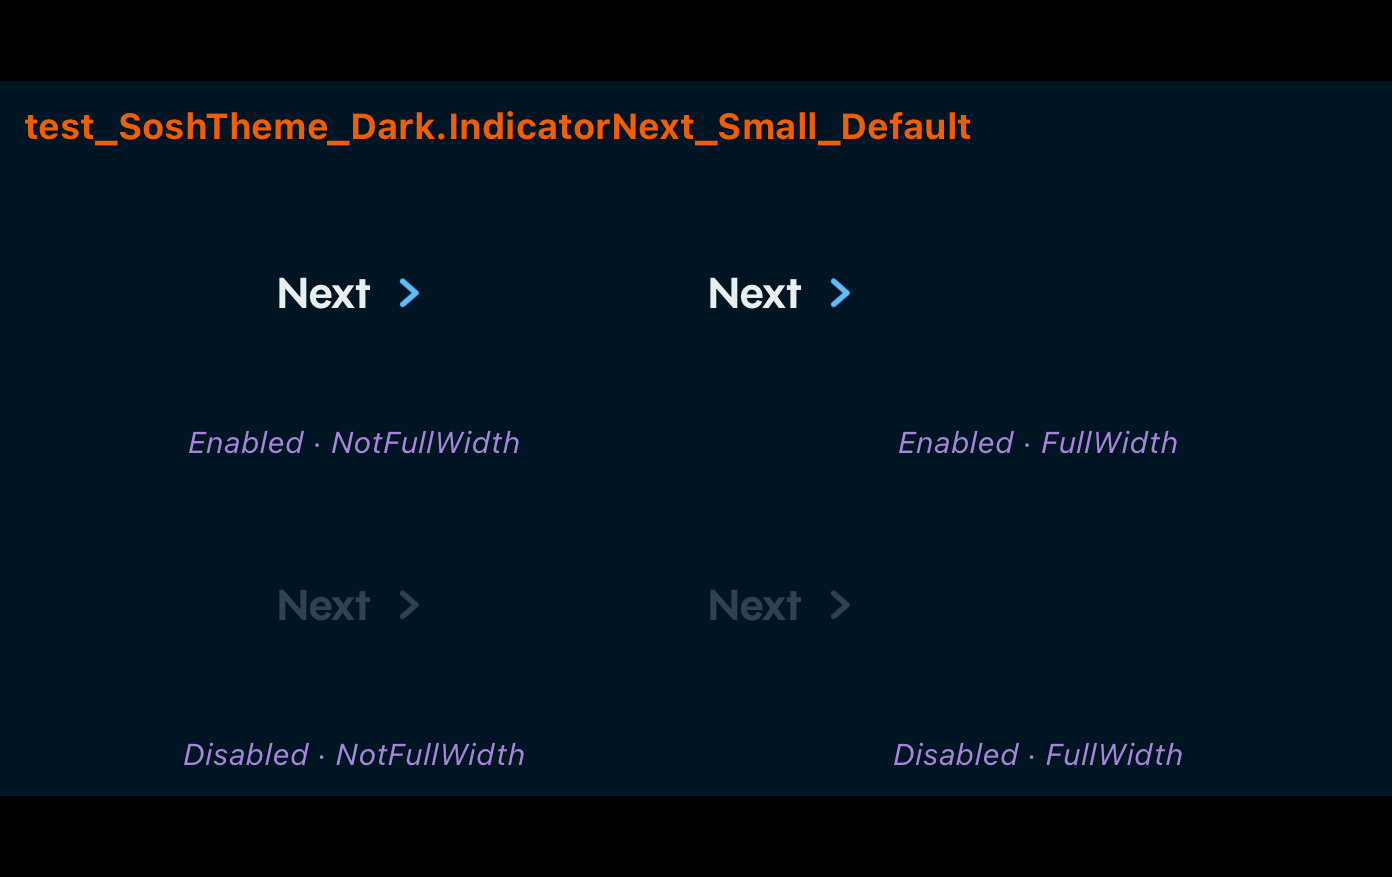 test_SoshTheme_Dark.IndicatorNext_Small_Default
Next Next
Enabled · NotFullWidth Enabled · FullWidth
Next Next
Disabled · NotFullWidth Disabled · FullWidth